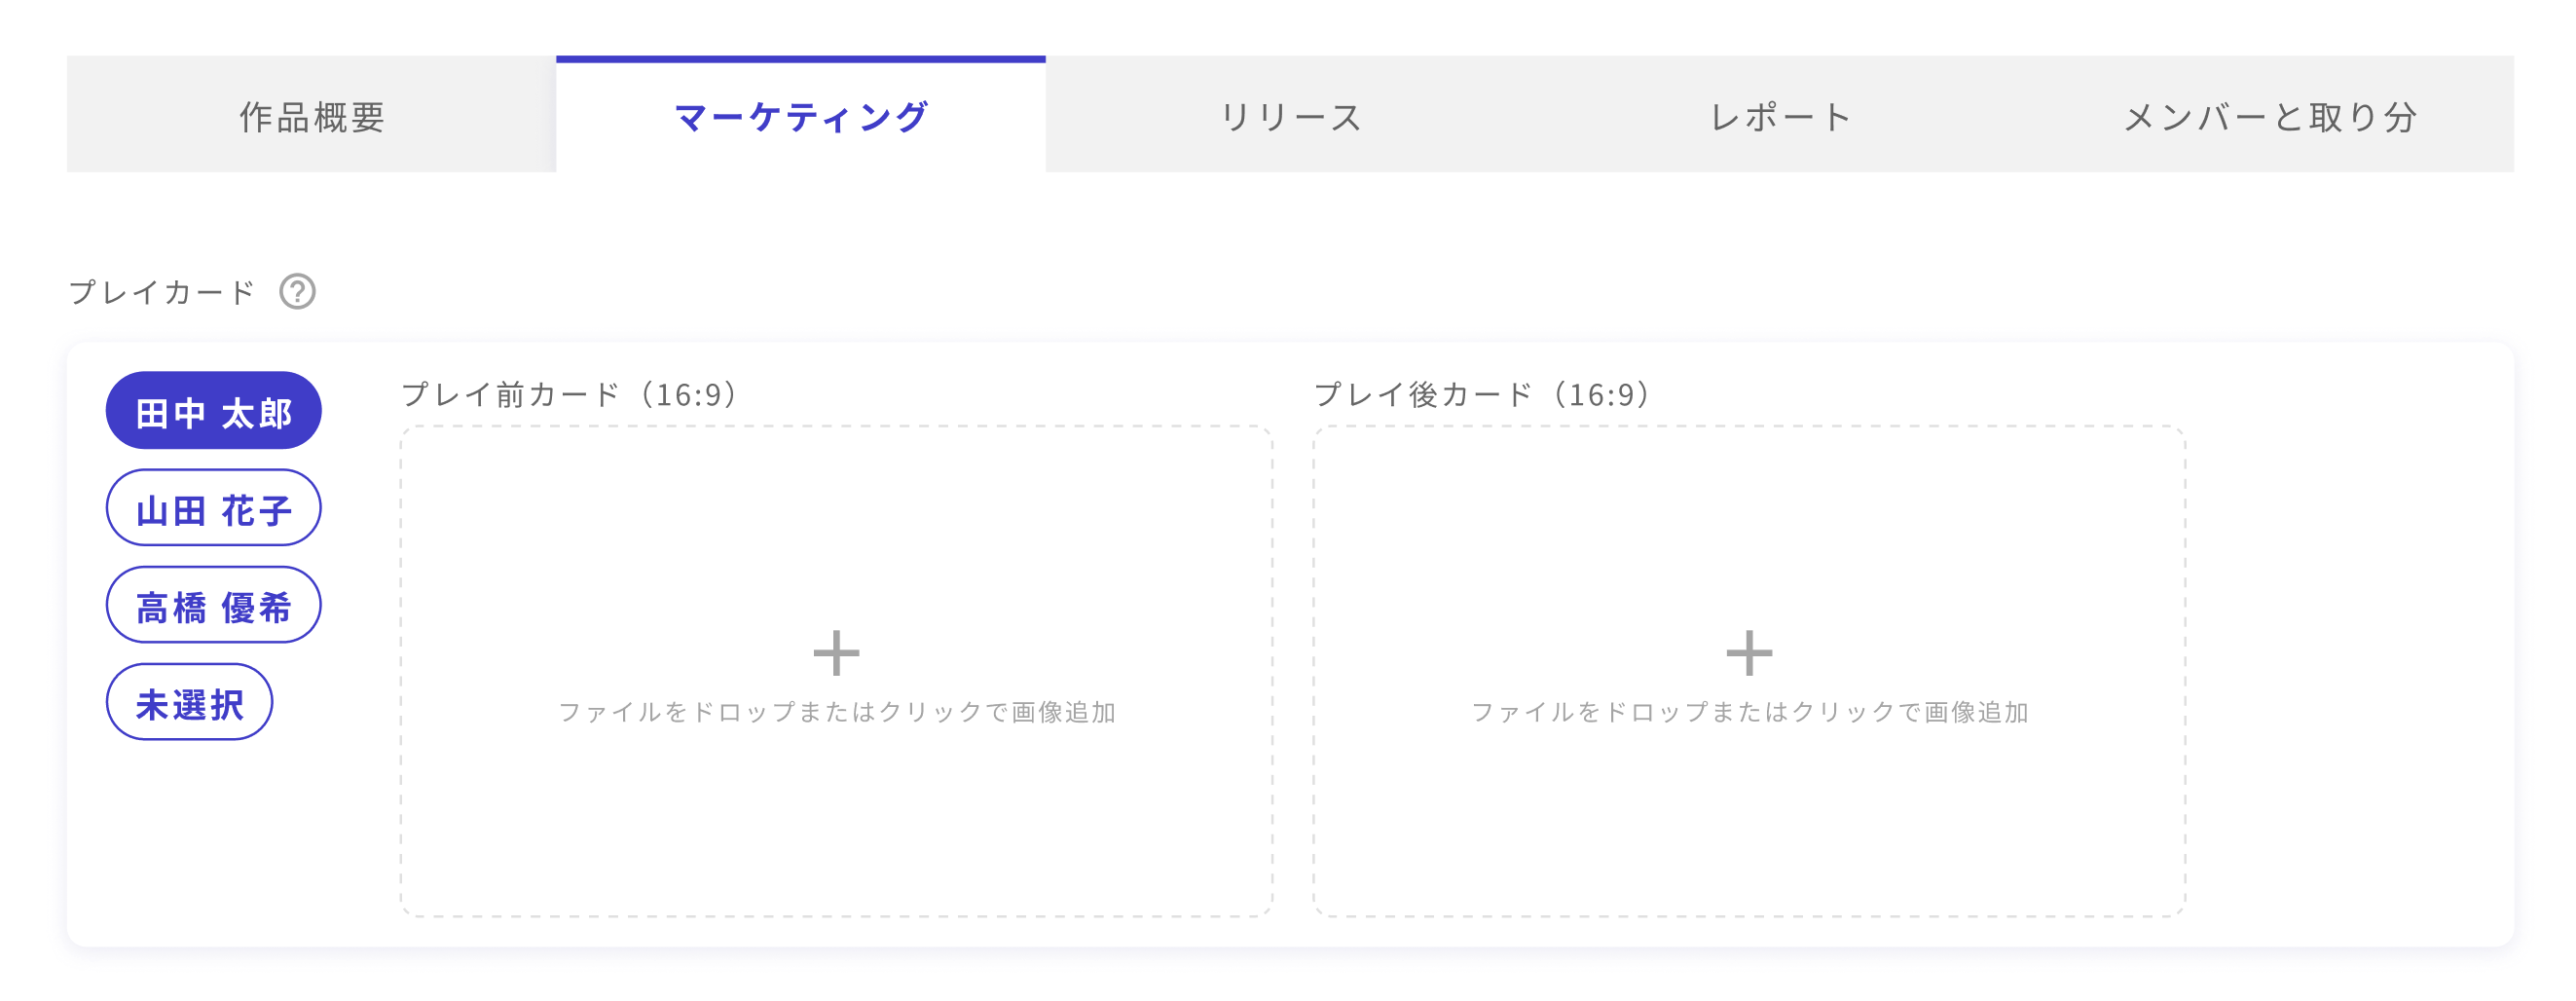 作品概要
マーケティング
リリース
レポート
メンバーと取り分
プレイカード ?
田中 太郎
山田 花子
高橋 優希
未選択
プレイ前カード（16:9）
ファイルをドロップまたはクリックで画像追加
プレイ後カード（16:9）
ファイルをドロップまたはクリックで画像追加